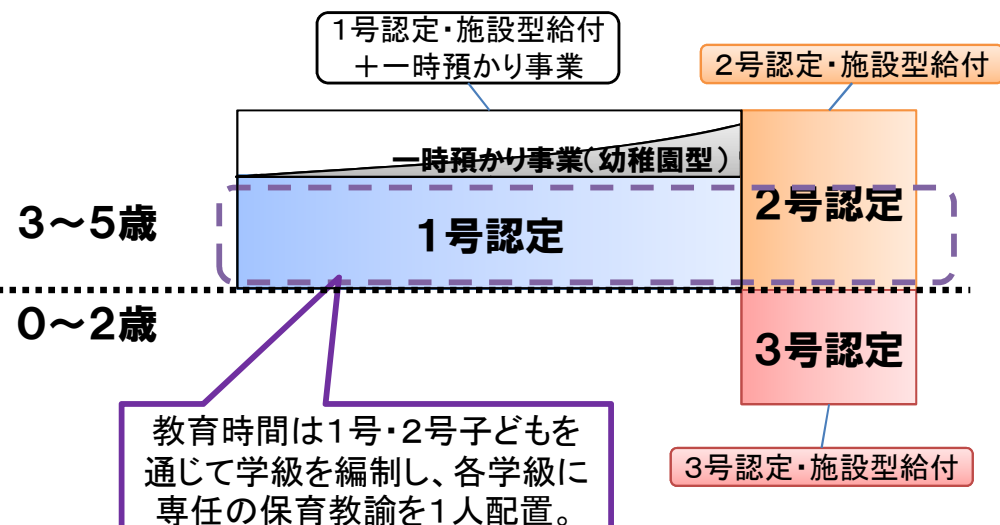 1号認定・施設型給付
＋一時預かり事業
2号認定・施設型給付
一時預かり事業(幼稚園型)
3～5歳
1号認定
2号認定
0～2歳
3号認定
教育時間は1号・2号子どもを
通じて学級を編制し、各学級に
専任の保育教諭を1人配置。
3号認定・施設型給付